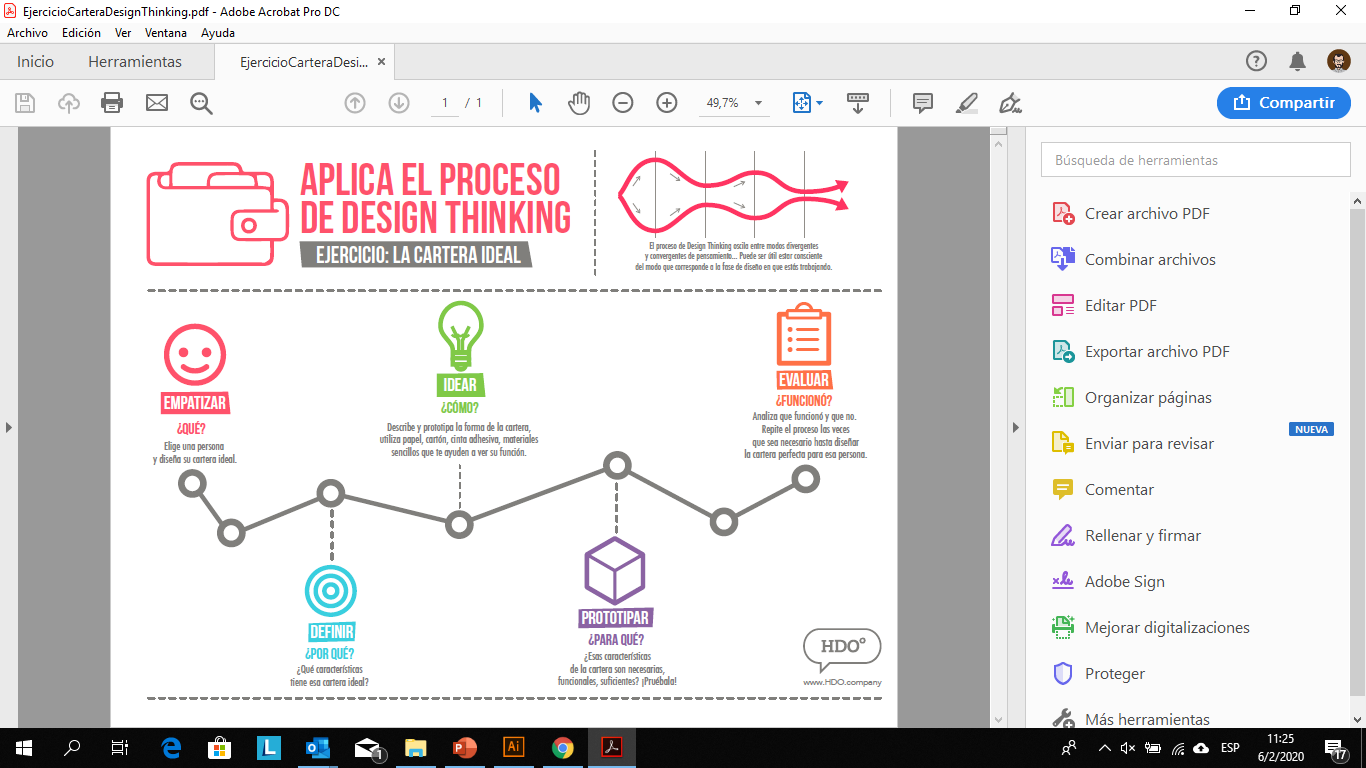 EjercicioCarteraDesignThinking.pdf - Adobe Acrobat Pro DC
Archivo Edición Ver Ventana Ayuda
Inicio Herramientas EjercicioCarteraDesi... ×
1 / 1 49,7% Compartir
APLICA EL PROCESO
DE DESIGN THINKING
EJERCICIO: LA CARTERA IDEAL
El proceso de Design Thinking oscila entre modos divergentes
y convergentes de pensamiento... Puede ser útil estar consciente
del modo que corresponde a la fase de diseño en que estás trabajando.
EMPATIZAR
¿QUÉ?
Elige una persona
y diseña su cartera ideal.
IDEAR
¿CÓMO?
Describe y prototipa la forma de la cartera,
utiliza papel, cartón, cinta adhesiva, materiales
sencillos que te ayuden a ver su función.
EVALUAR
¿FUNCIONÓ?
Analiza que funcionó y que no.
Repite el proceso las veces
que sea necesario hasta diseñar
la cartera perfecta para esa persona.
DEFINIR
¿POR QUÉ?
¿Qué características
tiene esa cartera ideal?
PROTOTIPAR
¿PARA QUÉ?
¿Esas características
de la cartera son necesarias,
funcionales, suficientes? ¡Pruébala!
HDO°
www.HDO.company
Búsqueda de herramientas
Crear archivo PDF
Combinar archivos
Editar PDF
Exportar archivo PDF
Organizar páginas
NUEVA
Enviar para revisar
Comentar
Rellenar y firmar
Adobe Sign
Mejorar digitalizaciones
Proteger
Más herramientas
L 1 Ai ESP 11:25
6/2/2020 17